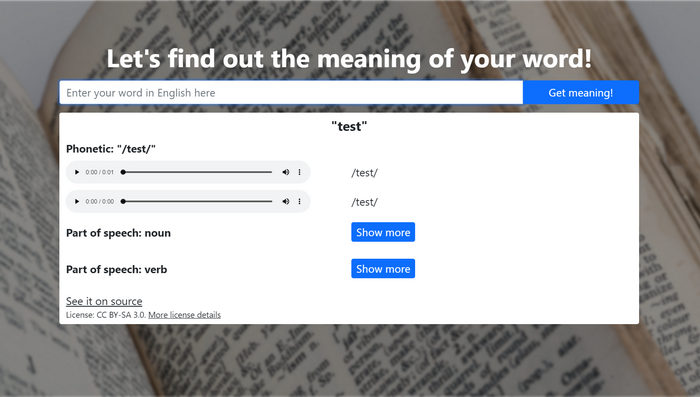 Let's find out the meaning of your word!
Enter your word in English here
Get meaning!
"test"
Phonetic: "/test/"
0:00 / 0:01
/test/
0:00 / 0:00
/test/
Part of speech: noun
Show more
Part of speech: verb
Show more
See it on source
License: CC BY-SA 3.0. More license details